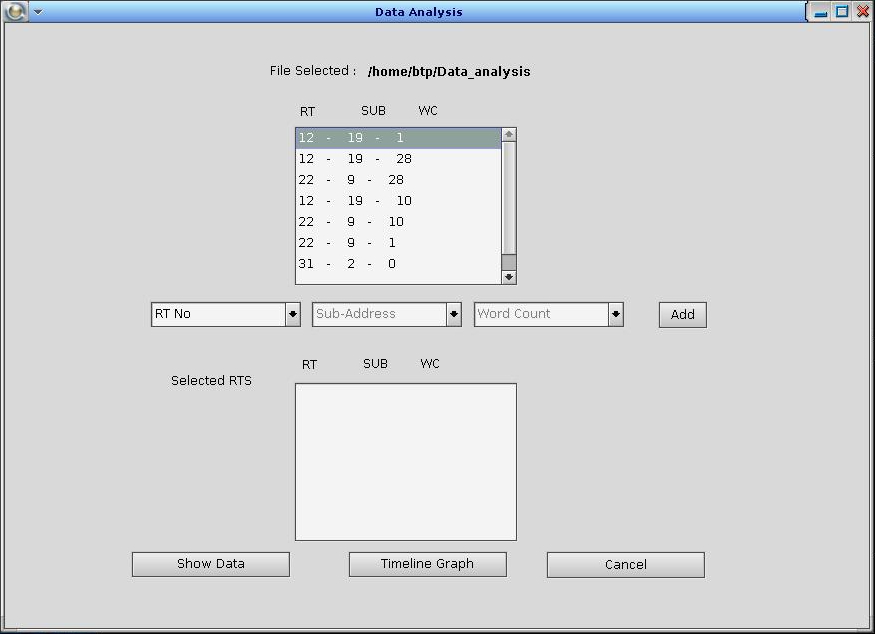 Data Analysis
File Selected : /home/btp/Data_analysis
RT SUB WC
12 - 19 - 1
12 - 19 - 28
22 - 9 - 28
12 - 19 - 10
22 - 9 - 10
22 - 9 - 1
31 - 2 - 0
RT No Sub-Address Word Count Add
RT SUB WC
Selected RTS
Show Data Timeline Graph Cancel